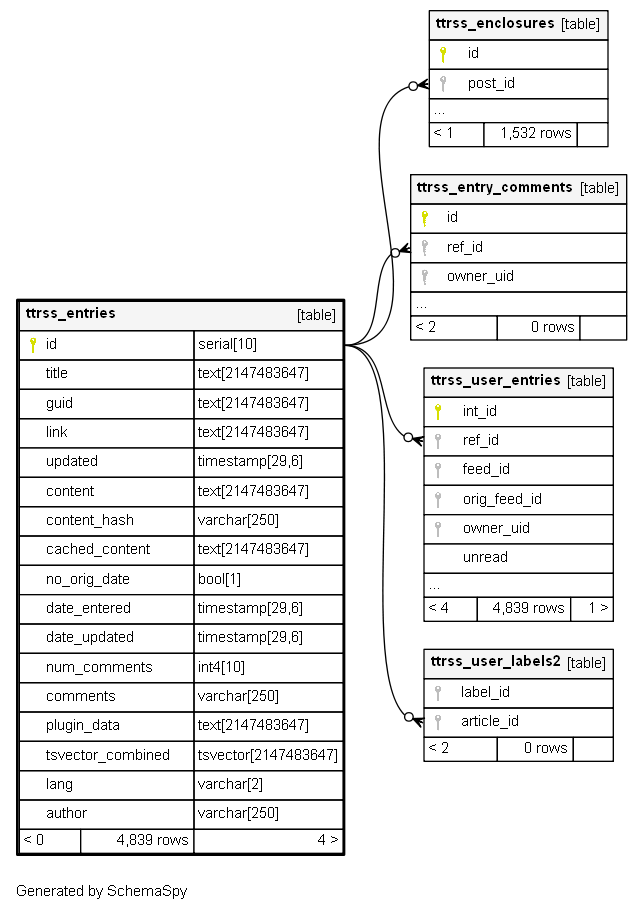 ttrss_enclosures [table]
id
post_id
...
< 1 1,532 rows
ttrss_entry_comments [table]
id
ref_id
owner_uid
...
< 2 0 rows
ttrss_entries [table]
id serial[10]
title text[2147483647]
guid text[2147483647]
link text[2147483647]
updated timestamp[29,6]
content text[2147483647]
content_hash varchar[250]
cached_content text[2147483647]
no_orig_date bool[1]
date_entered timestamp[29,6]
date_updated timestamp[29,6]
num_comments int4[10]
comments varchar[250]
plugin_data text[2147483647]
tsvector_combined tsvector[2147483647]
lang varchar[2]
author varchar[250]
< 0 4,839 rows 4 >
ttrss_user_entries [table]
int_id
ref_id
feed_id
orig_feed_id
owner_uid
unread
...
< 4 4,839 rows 1 >
ttrss_user_labels2 [table]
label_id
article_id
< 2 0 rows
Generated by SchemaSpy